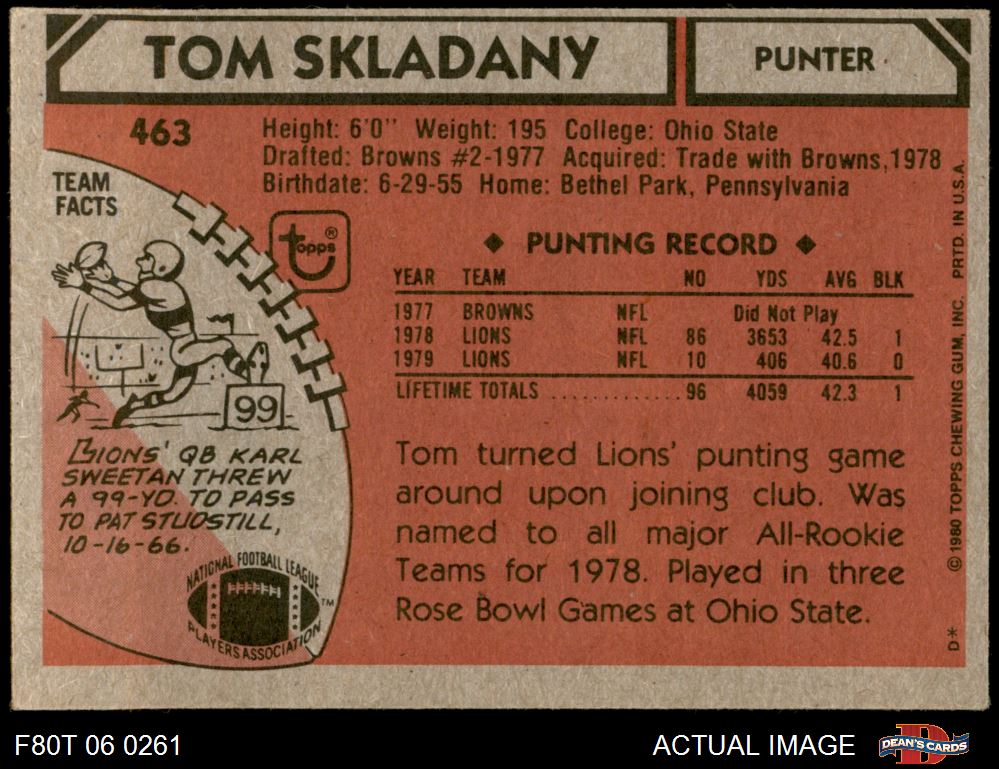 TOM SKLADANY
PUNTER
463
Height: 6'0" Weight: 195 College: Ohio State
Drafted: Browns #2-1977 Acquired: Trade with Browns, 1978
Birthdate: 6-29-55 Home: Bethel Park, Pennsylvania
TEAM
FACTS
topps®
◆ PUNTING RECORD ◆
YEAR TEAM NO YDS AVG BLK
1977 BROWNS NFL Did Not Play
1978 LIONS NFL 86 3653 42.5 1
1979 LIONS NFL 10 406 40.6 0
LIFETIME TOTALS ............. 96 4059 42.3 1
99
LIONS' QB KARL
SWEETAN THREW
A 99-YD. TD PASS
TO PAT STUDSTILL,
10-16-66.
NATIONAL FOOTBALL LEAGUE
PLAYERS ASSOCIATION
TM
Tom turned Lions' punting game
around upon joining club. Was
named to all major All-Rookie
Teams for 1978. Played in three
Rose Bowl Games at Ohio State.
D* © 1980 TOPPS CHEWING GUM, INC. PRTD. IN U.S.A.
F80T 06 0261
ACTUAL IMAGE
D
DEAN'S CARDS